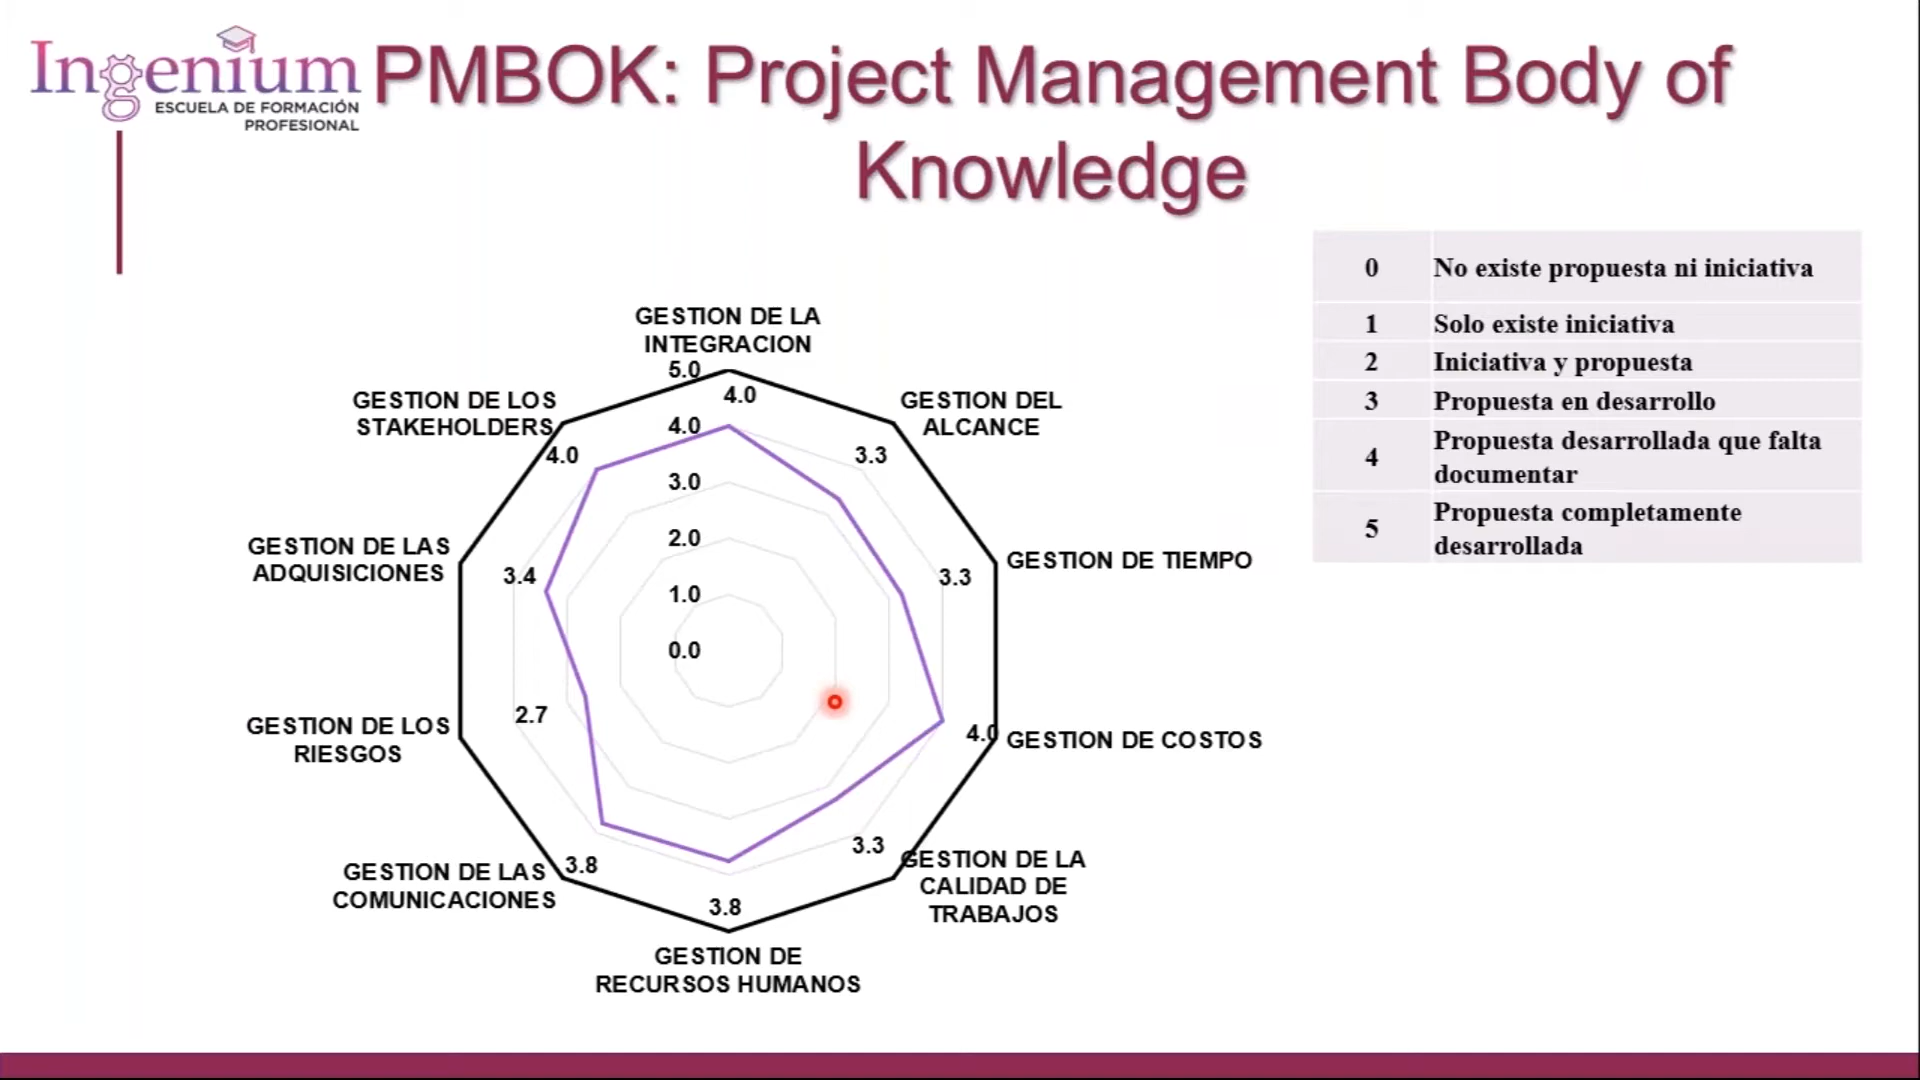 Ingenium
ESCUELA DE FORMACIÓN
PROFESIONAL
PMBOK: Project Management Body of
Knowledge
0 No existe propuesta ni iniciativa
1 Solo existe iniciativa
2 Iniciativa y propuesta
3 Propuesta en desarrollo
4 Propuesta desarrollada que falta
documentar
5 Propuesta completamente
desarrollada
GESTION DE LA
INTEGRACION
5.0
4.0
4.0
3.0
2.0
1.0
0.0
GESTION DEL
ALCANCE
3.3
GESTION DE TIEMPO
3.3
GESTION DE COSTOS
4.0
GESTION DE LA
CALIDAD DE
TRABAJOS
3.3
GESTION DE
RECURSOS HUMANOS
3.8
GESTION DE LAS
COMUNICACIONES
3.8
GESTION DE LOS
RIESGOS
2.7
GESTION DE LAS
ADQUISICIONES
3.4
GESTION DE LOS
STAKEHOLDERS
4.0